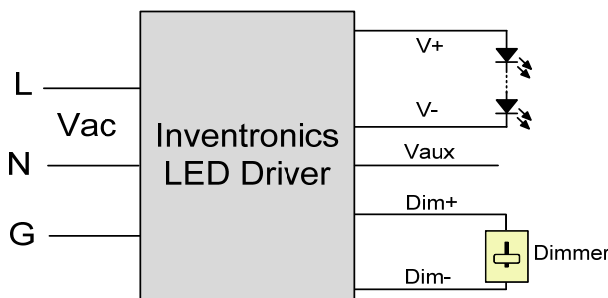 L
Vac
N
G
Inventronics
LED Driver
V+
V-
Vaux
Dim+
Dim-
Dimmer